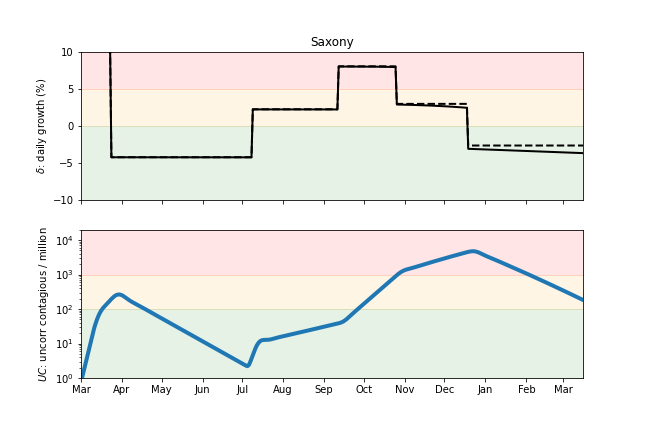 Saxony
δ: daily growth (%)
10
5
0
−5
−10
UC: uncorr contagious / million
10⁴
10³
10²
10¹
10⁰
Mar Apr May Jun Jul Aug Sep Oct Nov Dec Jan Feb Mar